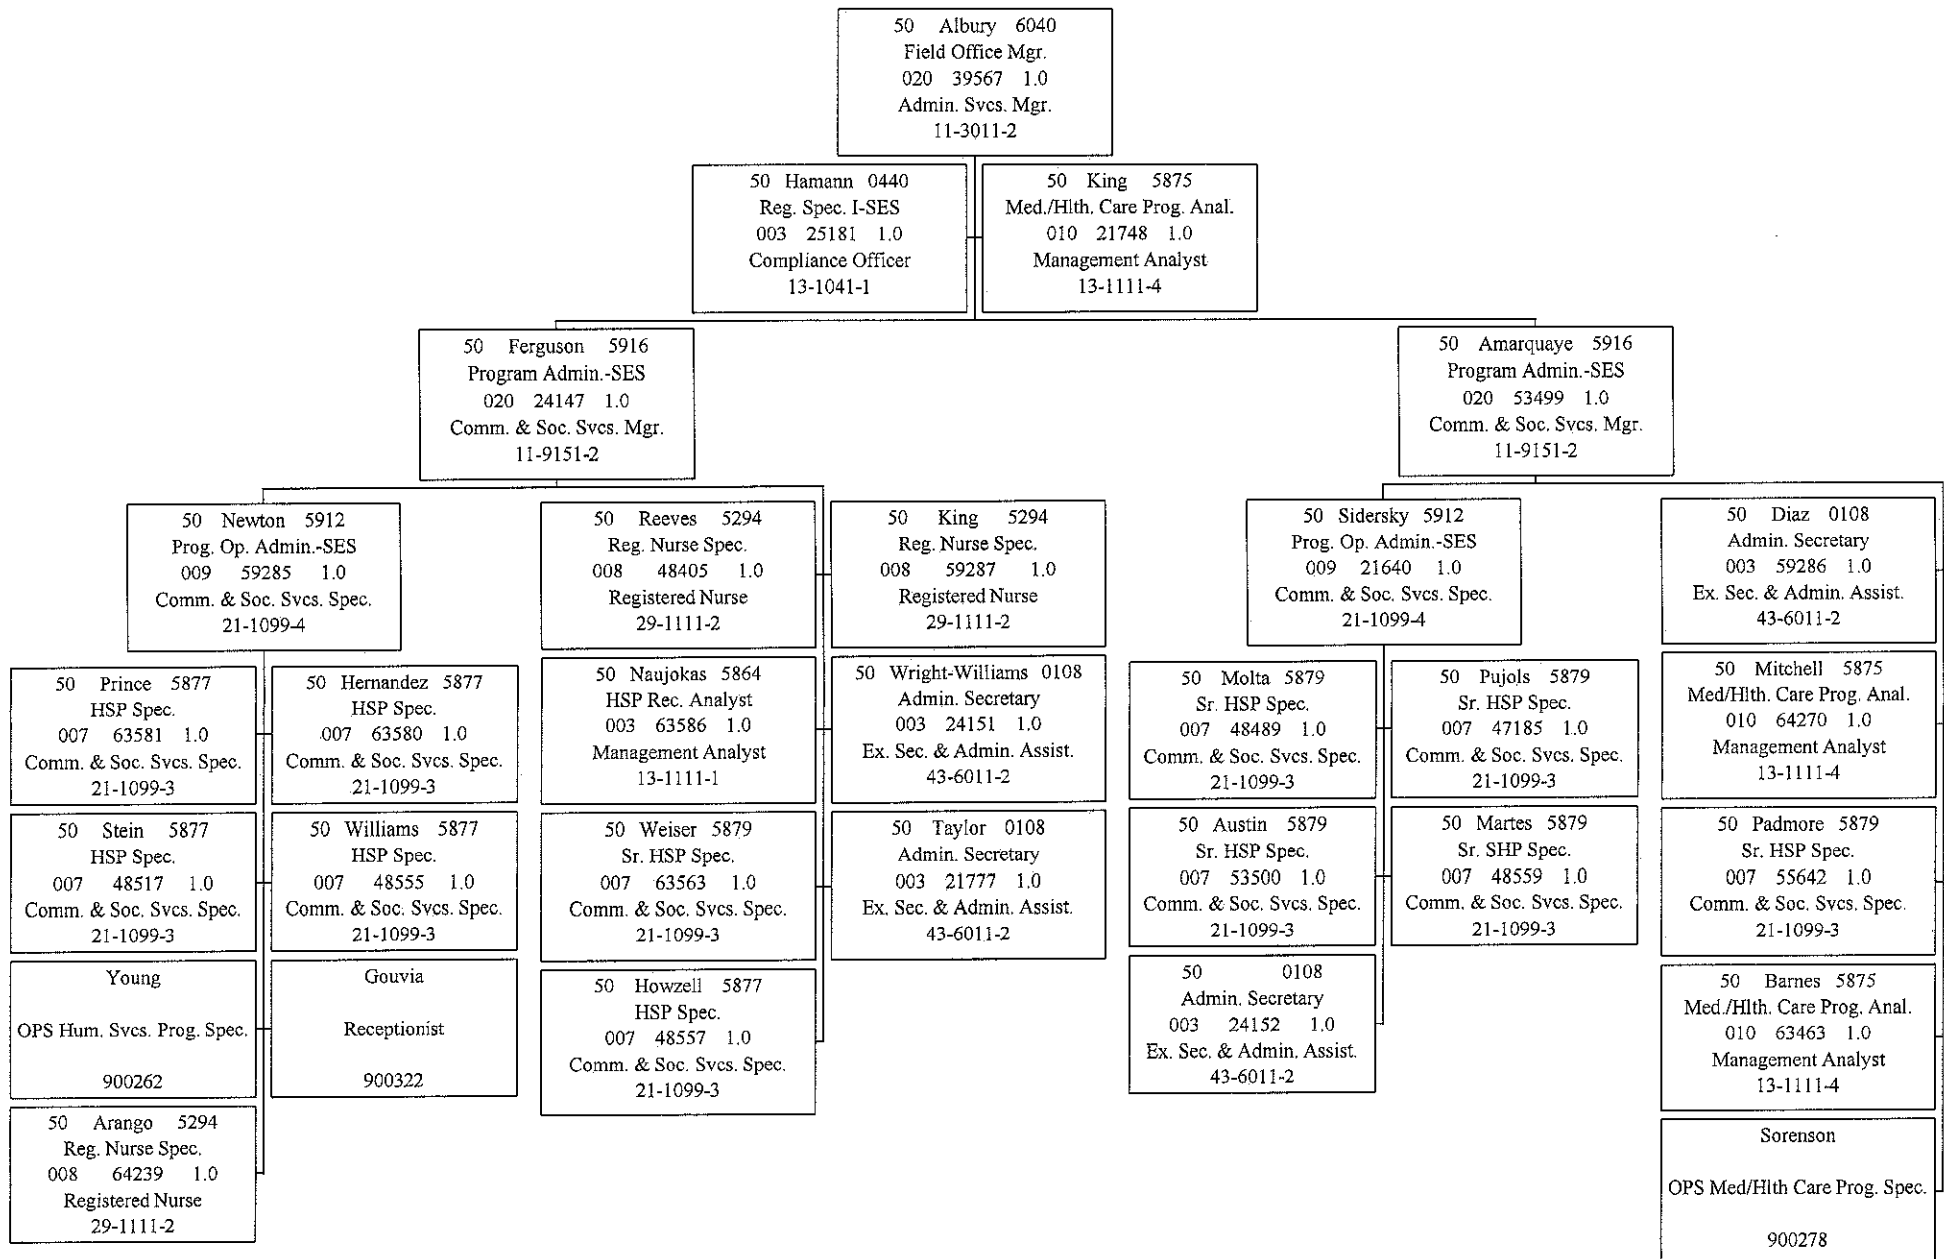 50 Albury 6040
Field Office Mgr.
020 39567 1.0
Admin. Svcs. Mgr.
11-3011-2
50 Hamann 0440
Reg. Spec. I-SES
003 25181 1.0
Compliance Officer
13-1041-1
50 King 5875
Med./Hlth. Care Prog. Anal.
010 21748 1.0
Management Analyst
13-1111-4
50 Ferguson 5916
Program Admin.-SES
020 24147 1.0
Comm. & Soc. Svcs. Mgr.
11-9151-2
50 Amarquaye 5916
Program Admin.-SES
020 53499 1.0
Comm. & Soc. Svcs. Mgr.
11-9151-2
50 Newton 5912
Prog. Op. Admin.-SES
009 59285 1.0
Comm. & Soc. Svcs. Spec.
21-1099-4
50 Reeves 5294
Reg. Nurse Spec.
008 48405 1.0
Registered Nurse
29-1111-2
50 King 5294
Reg. Nurse Spec.
008 59287 1.0
Registered Nurse
29-1111-2
50 Sidersky 5912
Prog. Op. Admin.-SES
009 21640 1.0
Comm. & Soc. Svcs. Spec.
21-1099-4
50 Diaz 0108
Admin. Secretary
003 59286 1.0
Ex. Sec. & Admin. Assist.
43-6011-2
50 Prince 5877
HSP Spec.
007 63581 1.0
Comm. & Soc. Svcs. Spec.
21-1099-3
50 Hernandez 5877
HSP Spec.
007 63580 1.0
Comm. & Soc. Svcs. Spec.
21-1099-3
50 Naujokas 5864
HSP Rec. Analyst
003 63586 1.0
Management Analyst
13-1111-1
50 Wright-Williams 0108
Admin. Secretary
003 24151 1.0
Ex. Sec. & Admin. Assist.
43-6011-2
50 Molta 5879
Sr. HSP Spec.
007 48489 1.0
Comm. & Soc. Svcs. Spec.
21-1099-3
50 Pujols 5879
Sr. HSP Spec.
007 47185 1.0
Comm. & Soc. Svcs. Spec.
21-1099-3
50 Mitchell 5875
Med/Hlth. Care Prog. Anal.
010 64270 1.0
Management Analyst
13-1111-4
50 Stein 5877
HSP Spec.
007 48517 1.0
Comm. & Soc. Svcs. Spec.
21-1099-3
50 Williams 5877
HSP Spec.
007 48555 1.0
Comm. & Soc. Svcs. Spec.
21-1099-3
50 Weiser 5879
Sr. HSP Spec.
007 63563 1.0
Comm. & Soc. Svcs. Spec.
21-1099-3
50 Taylor 0108
Admin. Secretary
003 21777 1.0
Ex. Sec. & Admin. Assist.
43-6011-2
50 Austin 5879
Sr. HSP Spec.
007 53500 1.0
Comm. & Soc. Svcs. Spec.
21-1099-3
50 Martes 5879
Sr. SHP Spec.
007 48559 1.0
Comm. & Soc. Svcs. Spec.
21-1099-3
50 Padmore 5879
Sr. HSP Spec.
007 55642 1.0
Comm. & Soc. Svcs. Spec.
21-1099-3
Young
OPS Hum. Svcs. Prog. Spec.
900262
Gouvia
Receptionist
900322
50 Howzell 5877
HSP Spec.
007 48557 1.0
Comm. & Soc. Svcs. Spec.
21-1099-3
50 0108
Admin. Secretary
003 24152 1.0
Ex. Sec. & Admin. Assist.
43-6011-2
50 Barnes 5875
Med./Hlth. Care Prog. Anal.
010 63463 1.0
Management Analyst
13-1111-4
50 Arango 5294
Reg. Nurse Spec.
008 64239 1.0
Registered Nurse
29-1111-2
Sorenson
OPS Med/Hlth Care Prog. Spec.
900278